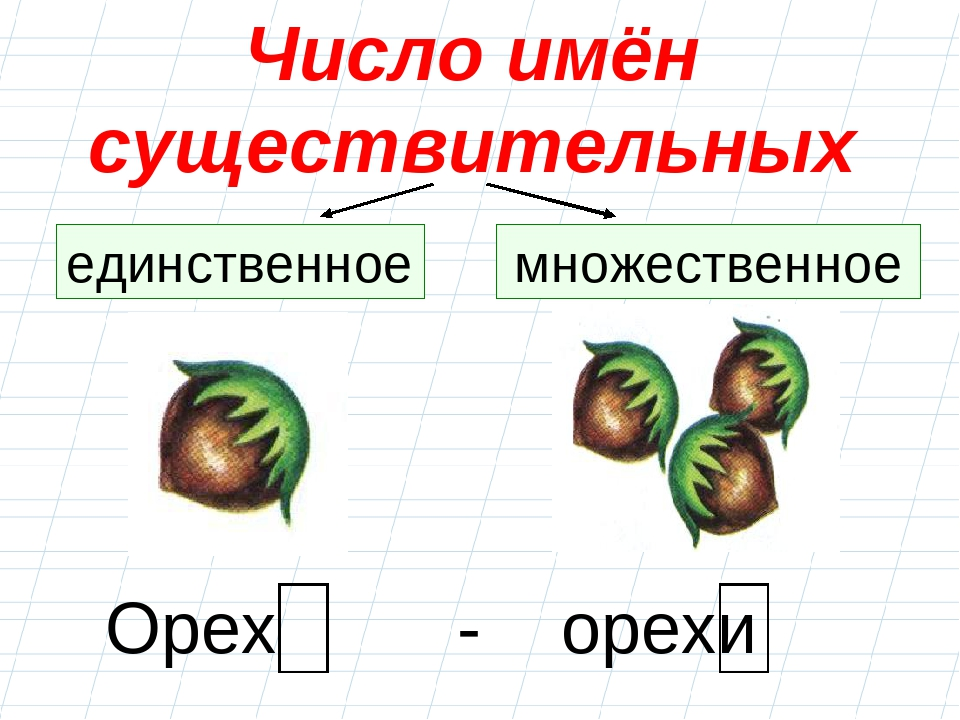 Число имён
существительных
единственное множественное
Орех - орехи